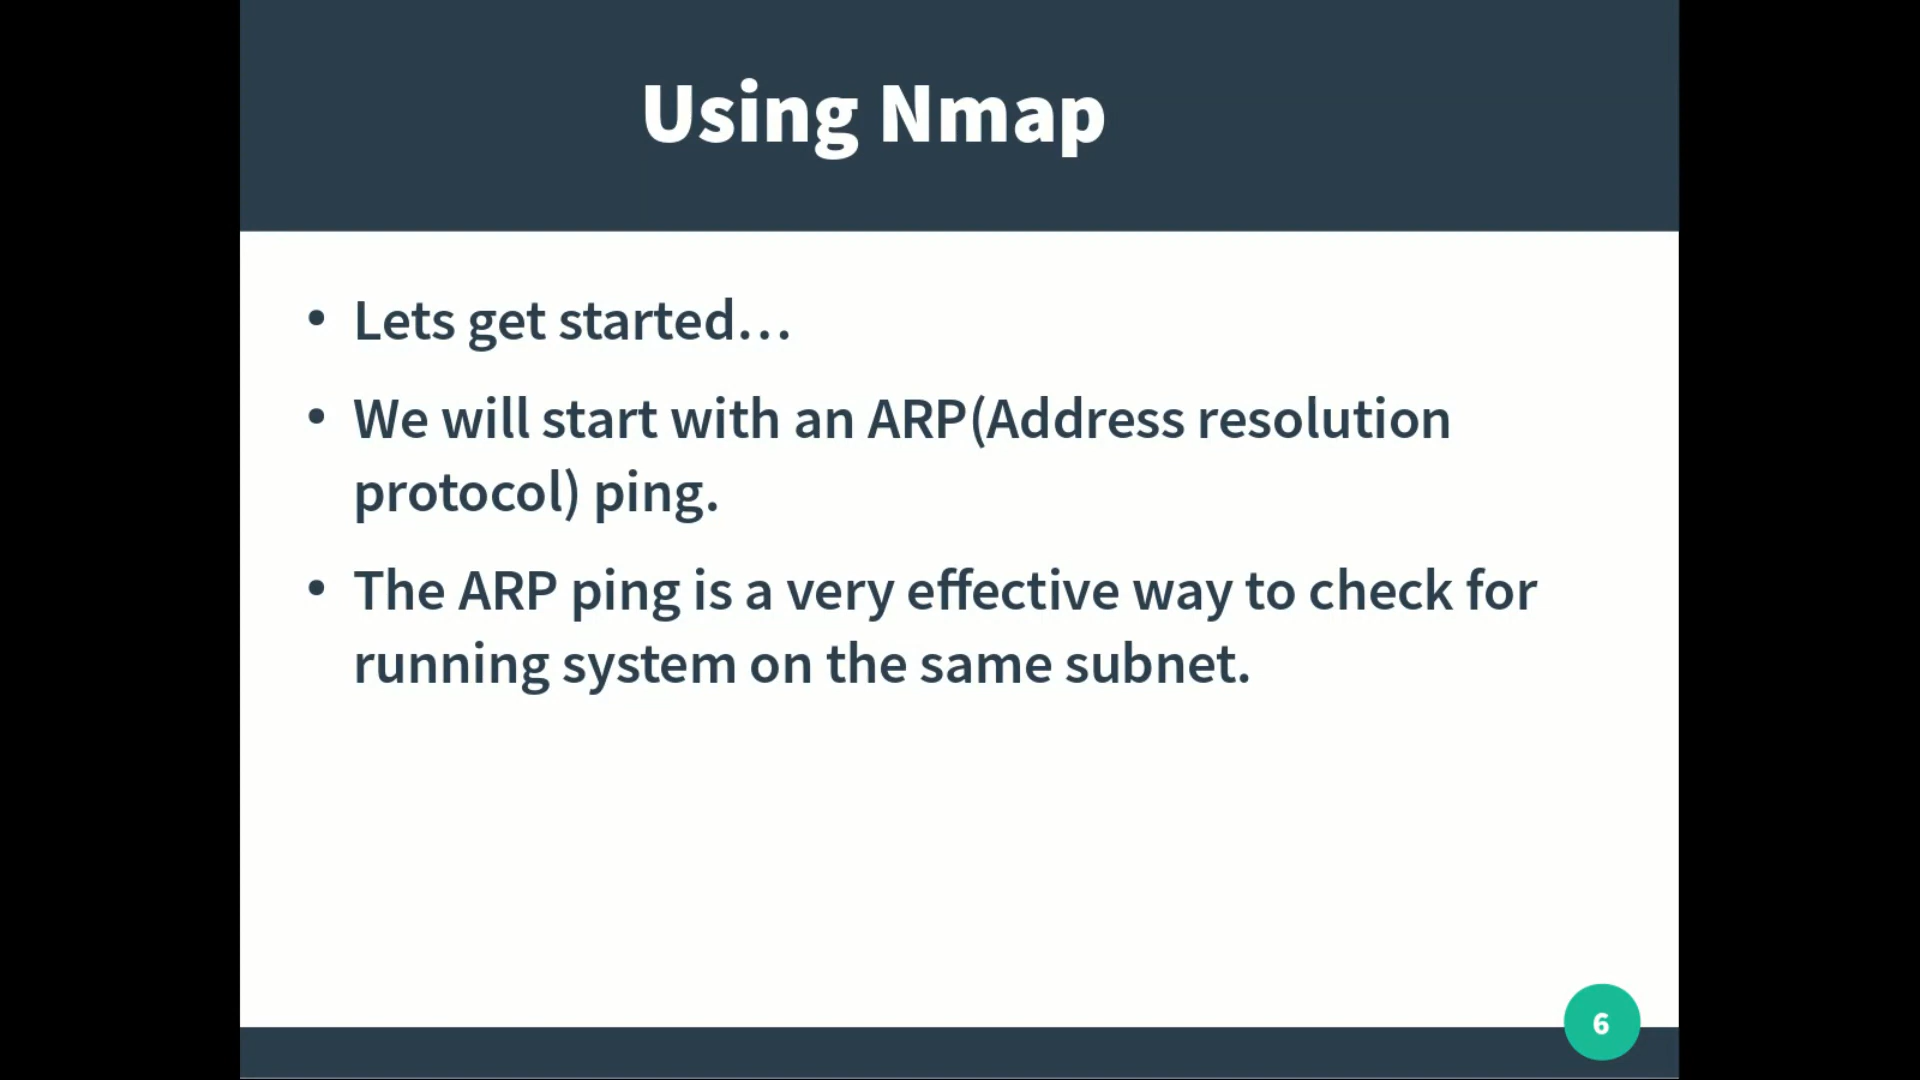 Using Nmap
• Lets get started...
• We will start with an ARP(Address resolution
protocol) ping.
• The ARP ping is a very effective way to check for
running system on the same subnet.
6